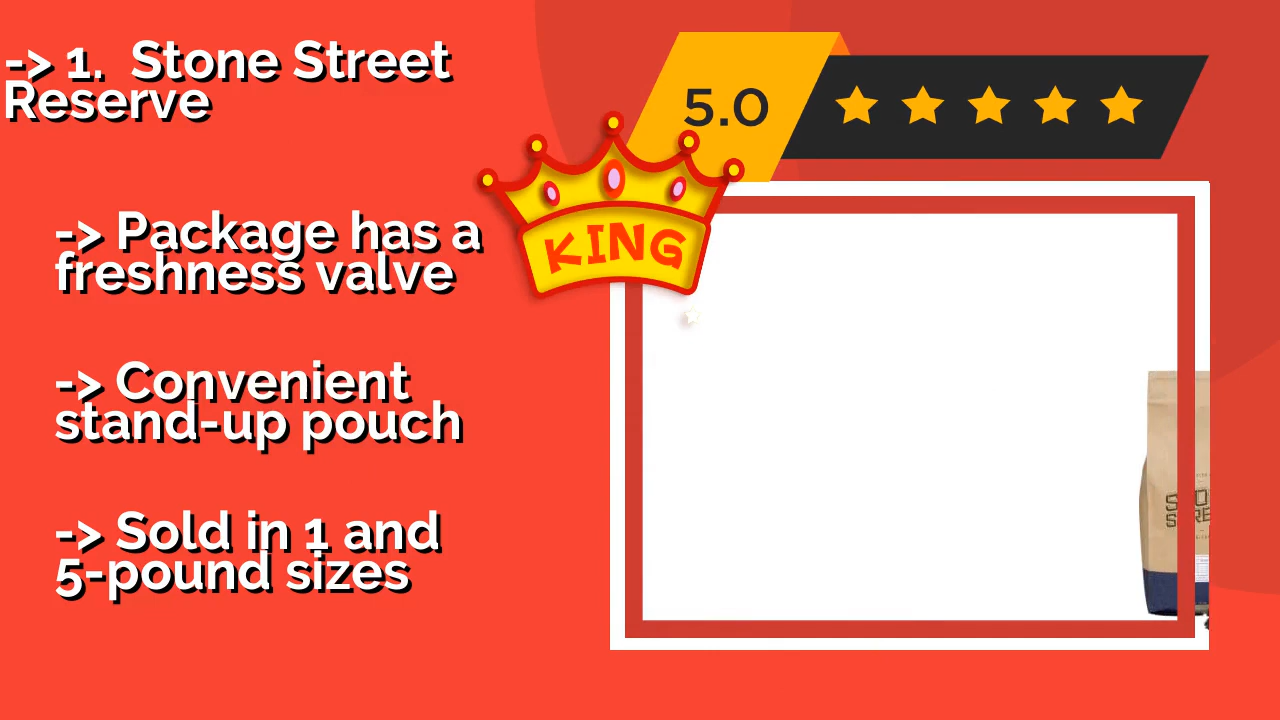 -> 1.  Stone Street
Reserve
-> Package has a
freshness valve
-> Convenient
stand-up pouch
-> Sold in 1 and
5-pound sizes
5.0
KING